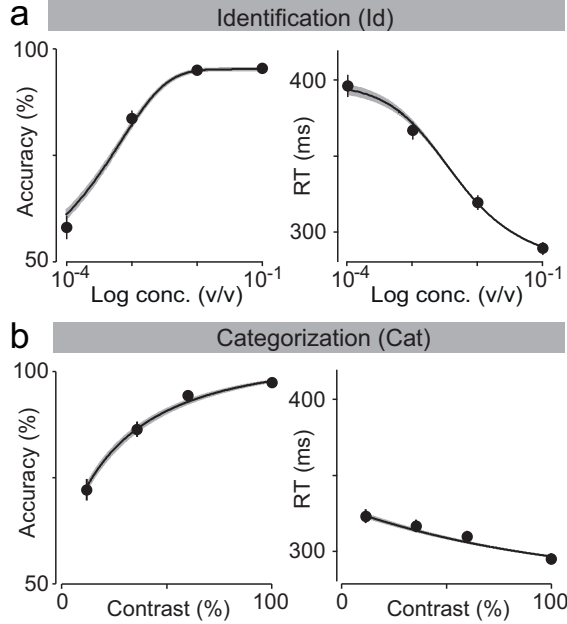 a
Identification (Id)
100
Accuracy (%)
50
10-4
10-1
Log conc. (v/v)
400
RT (ms)
300
10-4
10-1
Log conc. (v/v)
b
Categorization (Cat)
100
Accuracy (%)
50
0
100
Contrast (%)
400
RT (ms)
300
0
100
Contrast (%)